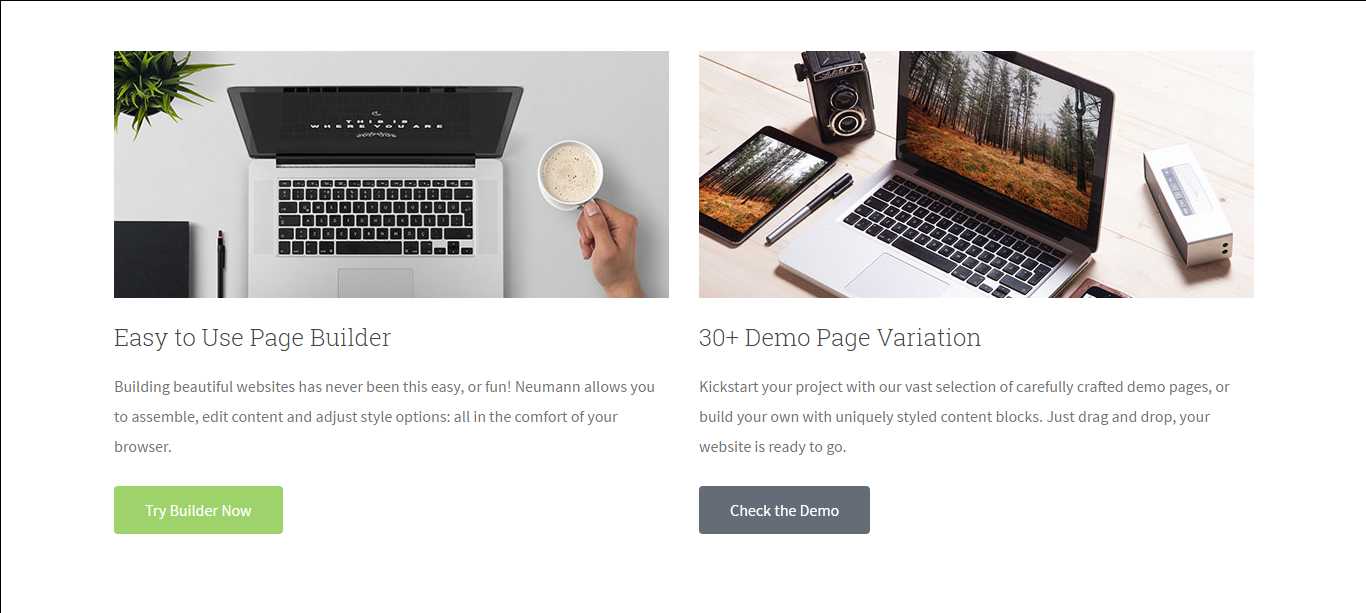 THIS IS
WHERE YOU ARE
Easy to Use Page Builder
Building beautiful websites has never been this easy, or fun! Neumann allows you
to assemble, edit content and adjust style options: all in the comfort of your
browser.
Try Builder Now
30+ Demo Page Variation
Kickstart your project with our vast selection of carefully crafted demo pages, or
build your own with uniquely styled content blocks. Just drag and drop, your
website is ready to go.
Check the Demo